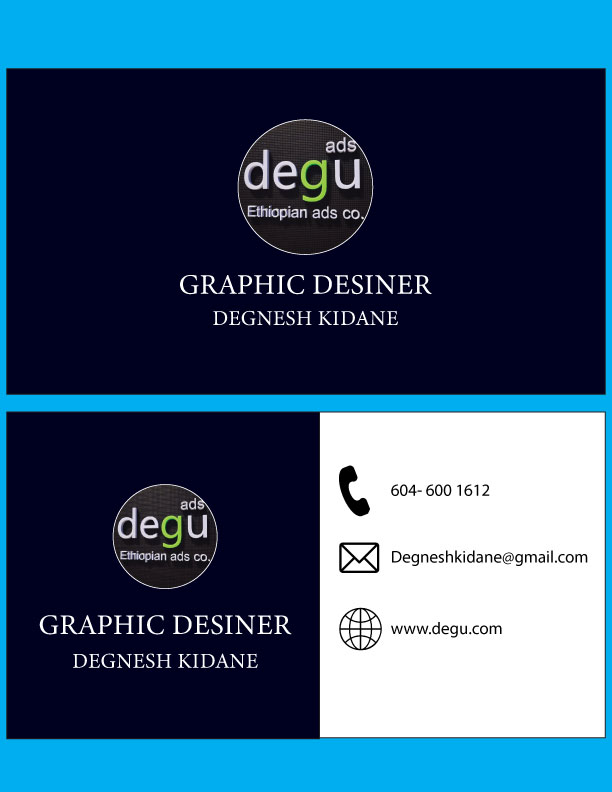 ads
degu
Ethiopian ads co.
GRAPHIC DESINER
DEGNESH KIDANE
ads
degu
Ethiopian ads co.
GRAPHIC DESINER
DEGNESH KIDANE
604- 600 1612
Degneshkidane@gmail.com
www.degu.com